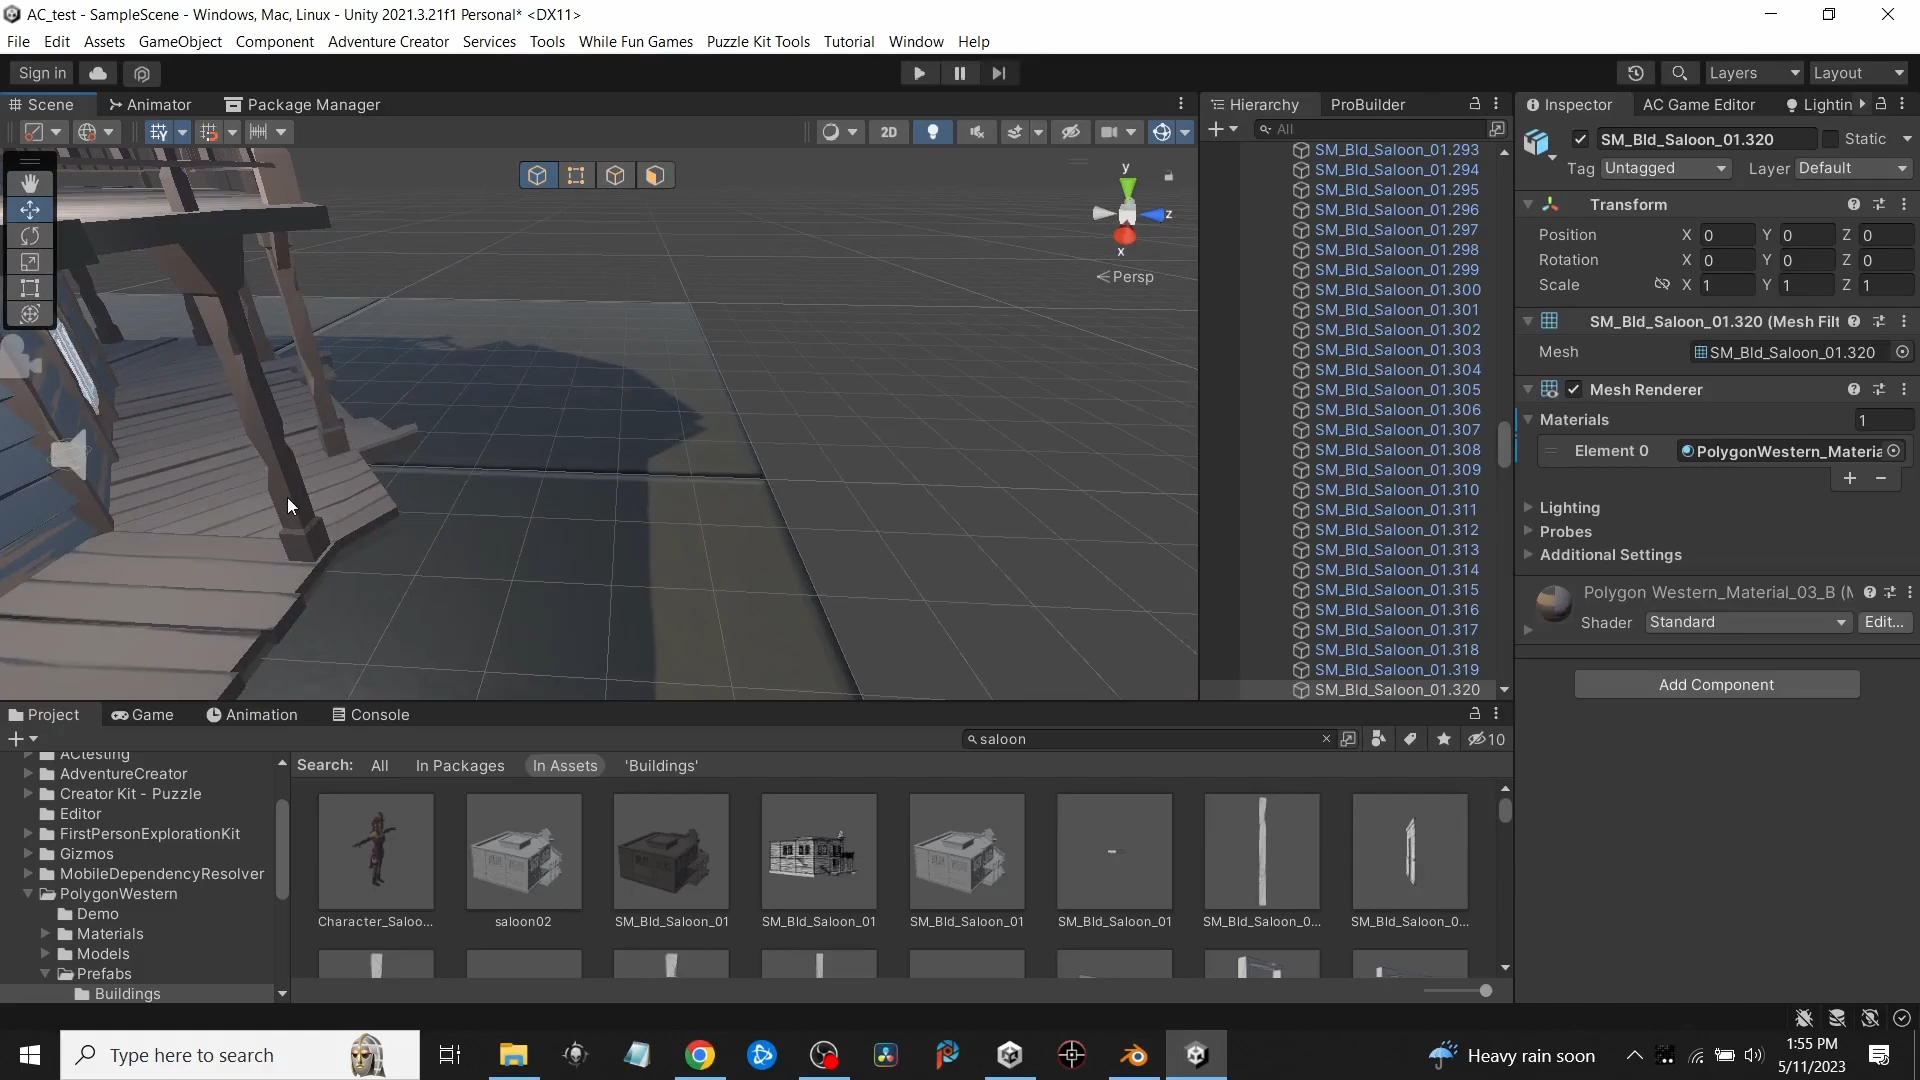 AC_test - SampleScene - Windows, Mac, Linux - Unity 2021.3.21f1 Personal* <DX11>
File Edit Assets GameObject Component Adventure Creator Services Tools While Fun Games Puzzle Kit Tools Tutorial Window Help
Sign in
Layers Layout
Scene Animator Package Manager
Hierarchy ProBuilder
Inspector AC Game Editor Lightin
2D
All
SM_Bld_Saloon_01.320 Static
Tag Untagged Layer Default
y
z
x
Persp
SM_Bld_Saloon_01.293
SM_Bld_Saloon_01.294
SM_Bld_Saloon_01.295
SM_Bld_Saloon_01.296
SM_Bld_Saloon_01.297
SM_Bld_Saloon_01.298
SM_Bld_Saloon_01.299
SM_Bld_Saloon_01.300
SM_Bld_Saloon_01.301
SM_Bld_Saloon_01.302
SM_Bld_Saloon_01.303
SM_Bld_Saloon_01.304
SM_Bld_Saloon_01.305
SM_Bld_Saloon_01.306
SM_Bld_Saloon_01.307
SM_Bld_Saloon_01.308
SM_Bld_Saloon_01.309
SM_Bld_Saloon_01.310
SM_Bld_Saloon_01.311
SM_Bld_Saloon_01.312
SM_Bld_Saloon_01.313
SM_Bld_Saloon_01.314
SM_Bld_Saloon_01.315
SM_Bld_Saloon_01.316
SM_Bld_Saloon_01.317
SM_Bld_Saloon_01.318
SM_Bld_Saloon_01.319
SM_Bld_Saloon_01.320
Transform
Position X 0 Y 0 Z 0
Rotation X 0 Y 0 Z 0
Scale X 1 Y 1 Z 1
SM_Bld_Saloon_01.320 (Mesh Filt
Mesh SM_Bld_Saloon_01.320
Mesh Renderer
Materials 1
Element 0 PolygonWestern_Materia
Lighting
Probes
Additional Settings
Polygon Western_Material_03_B (M
Shader Standard Edit...
Add Component
Project Game Animation Console
saloon
10
Search: All In Packages In Assets 'Buildings'
ACtesting
AdventureCreator
Creator Kit - Puzzle
Editor
FirstPersonExplorationKit
Gizmos
MobileDependencyResolver
PolygonWestern
Demo
Materials
Models
Prefabs
Buildings
Character_Saloo... saloon02 SM_Bld_Saloon_01 SM_Bld_Saloon_01 SM_Bld_Saloon_01 SM_Bld_Saloon_01 SM_Bld_Saloon_0... SM_Bld_Saloon_0...
Type here to search
Heavy rain soon
1:55 PM
5/11/2023